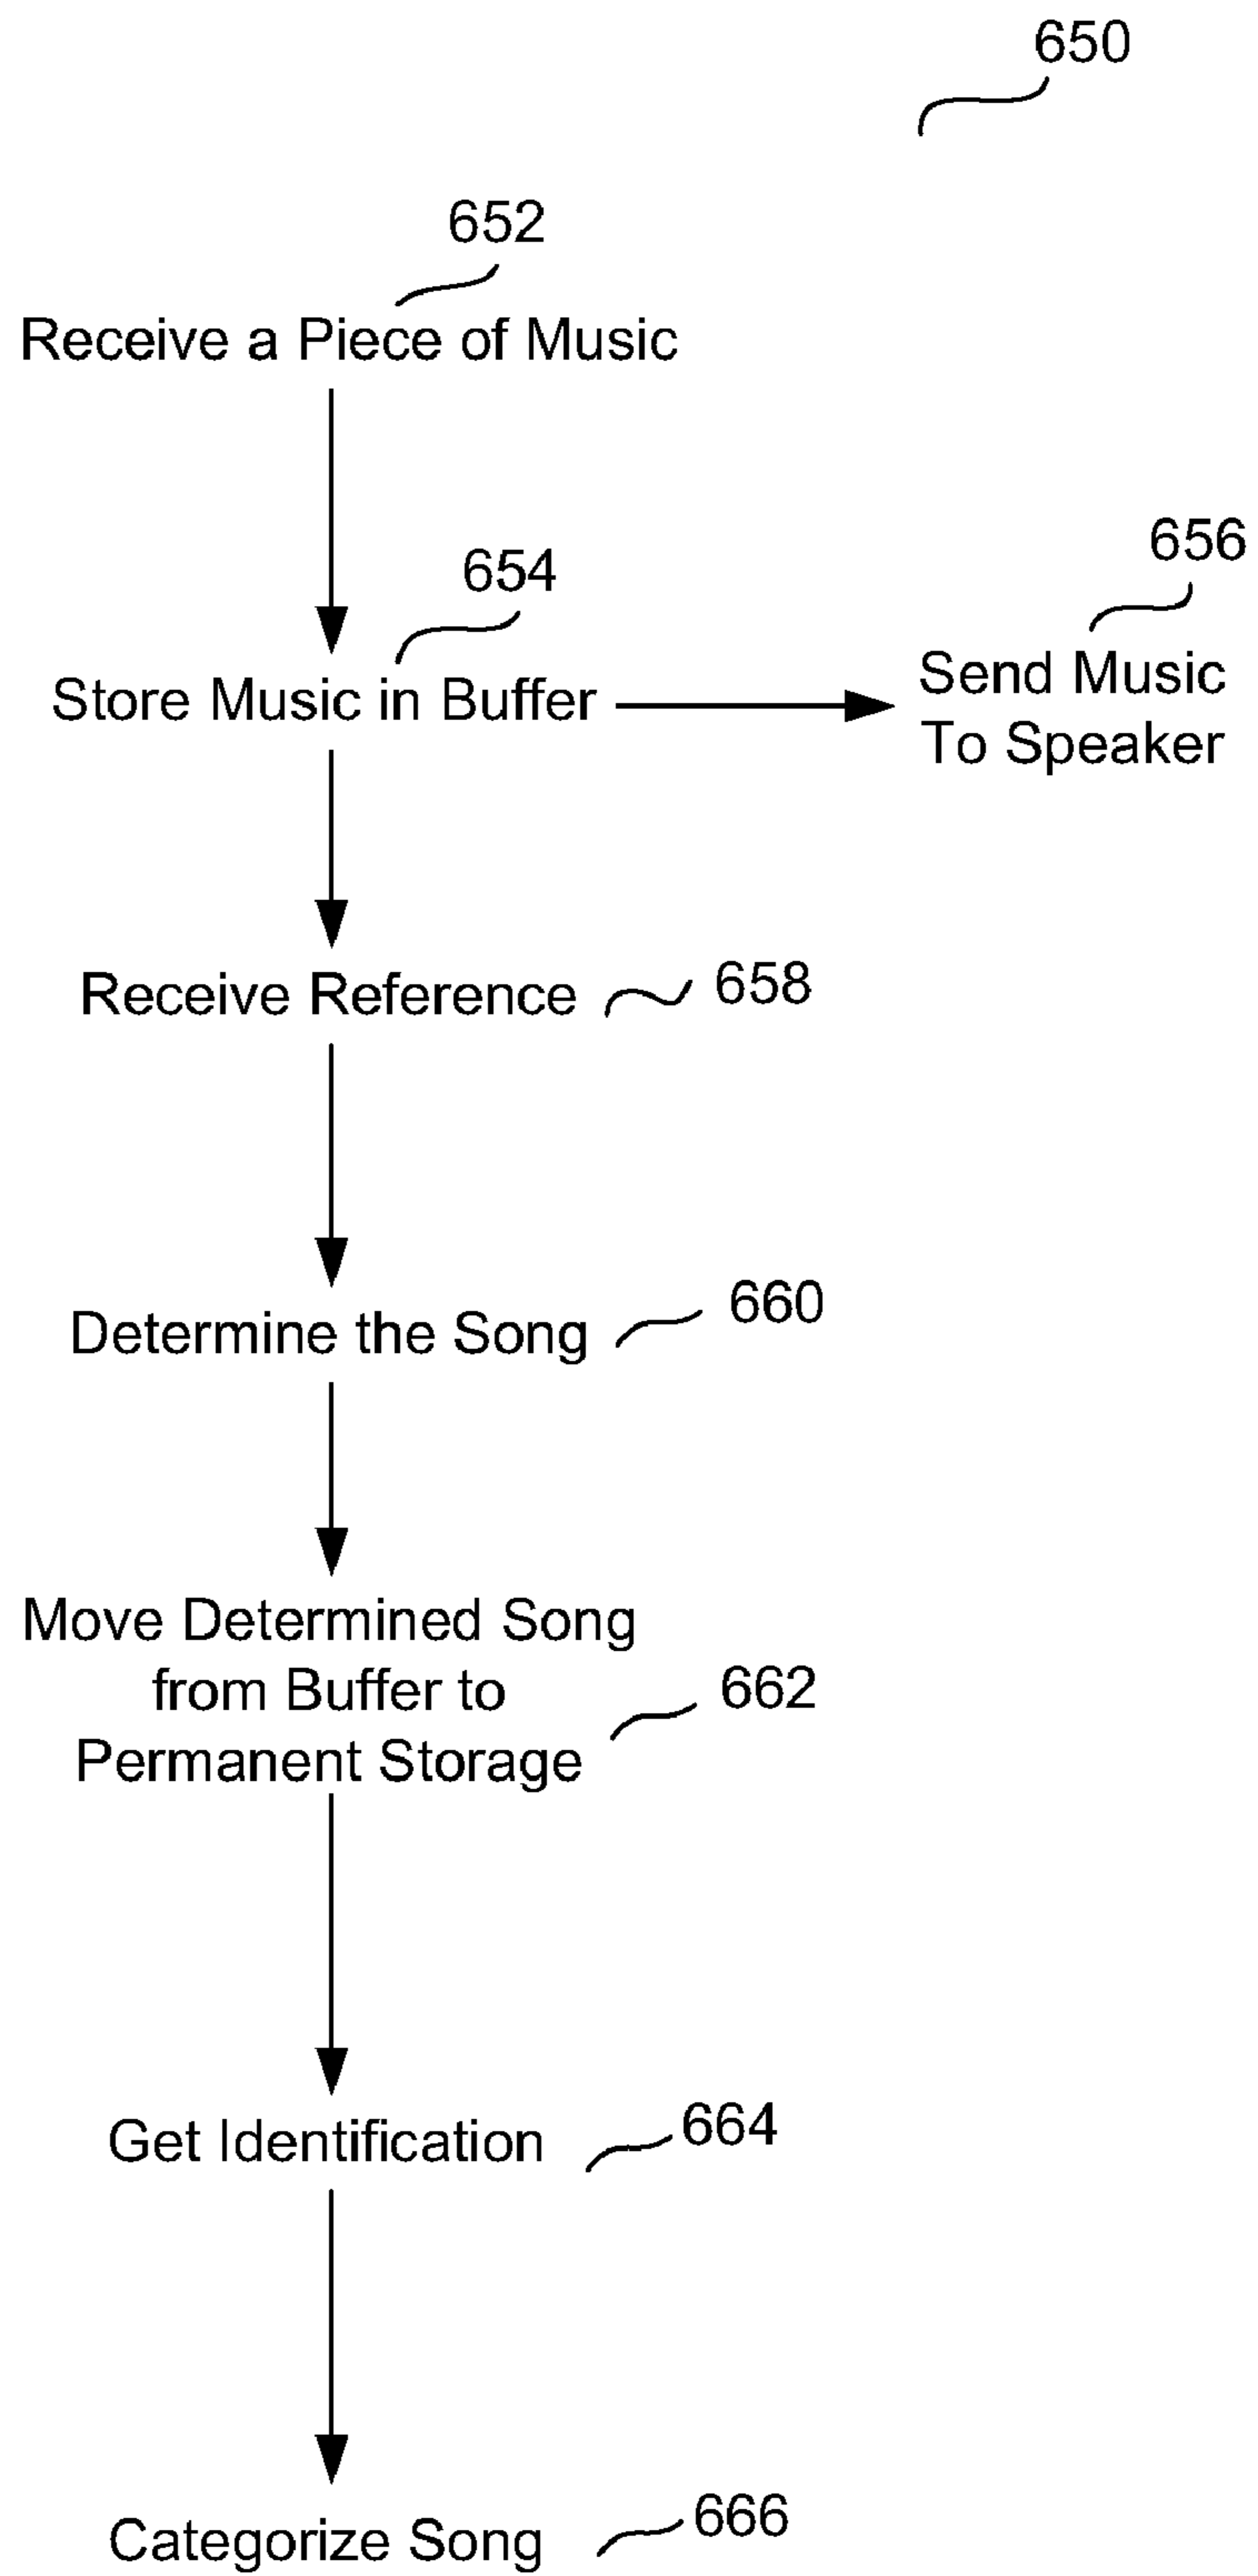 650
652
Receive a Piece of Music
654
656
Store Music in Buffer
Send Music
To Speaker
Receive Reference
658
Determine the Song
660
Move Determined Song
from Buffer to
Permanent Storage
662
Get Identification
664
Categorize Song
666